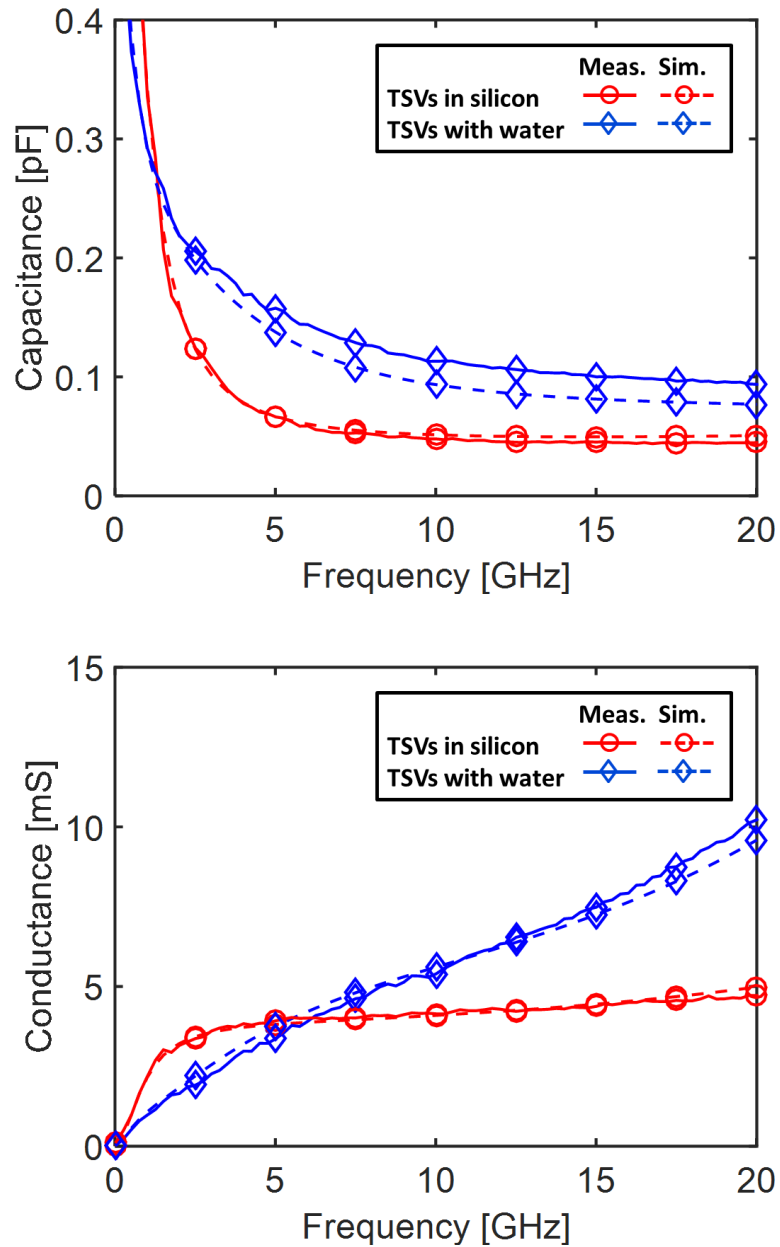 0.4
0.3
0.2
0.1
0
Capacitance [pF]
Meas. Sim.
TSVs in silicon
TSVs with water
0 5 10 15 20
Frequency [GHz]
15
10
5
0
Conductance [mS]
Meas. Sim.
TSVs in silicon
TSVs with water
0 5 10 15 20
Frequency [GHz]